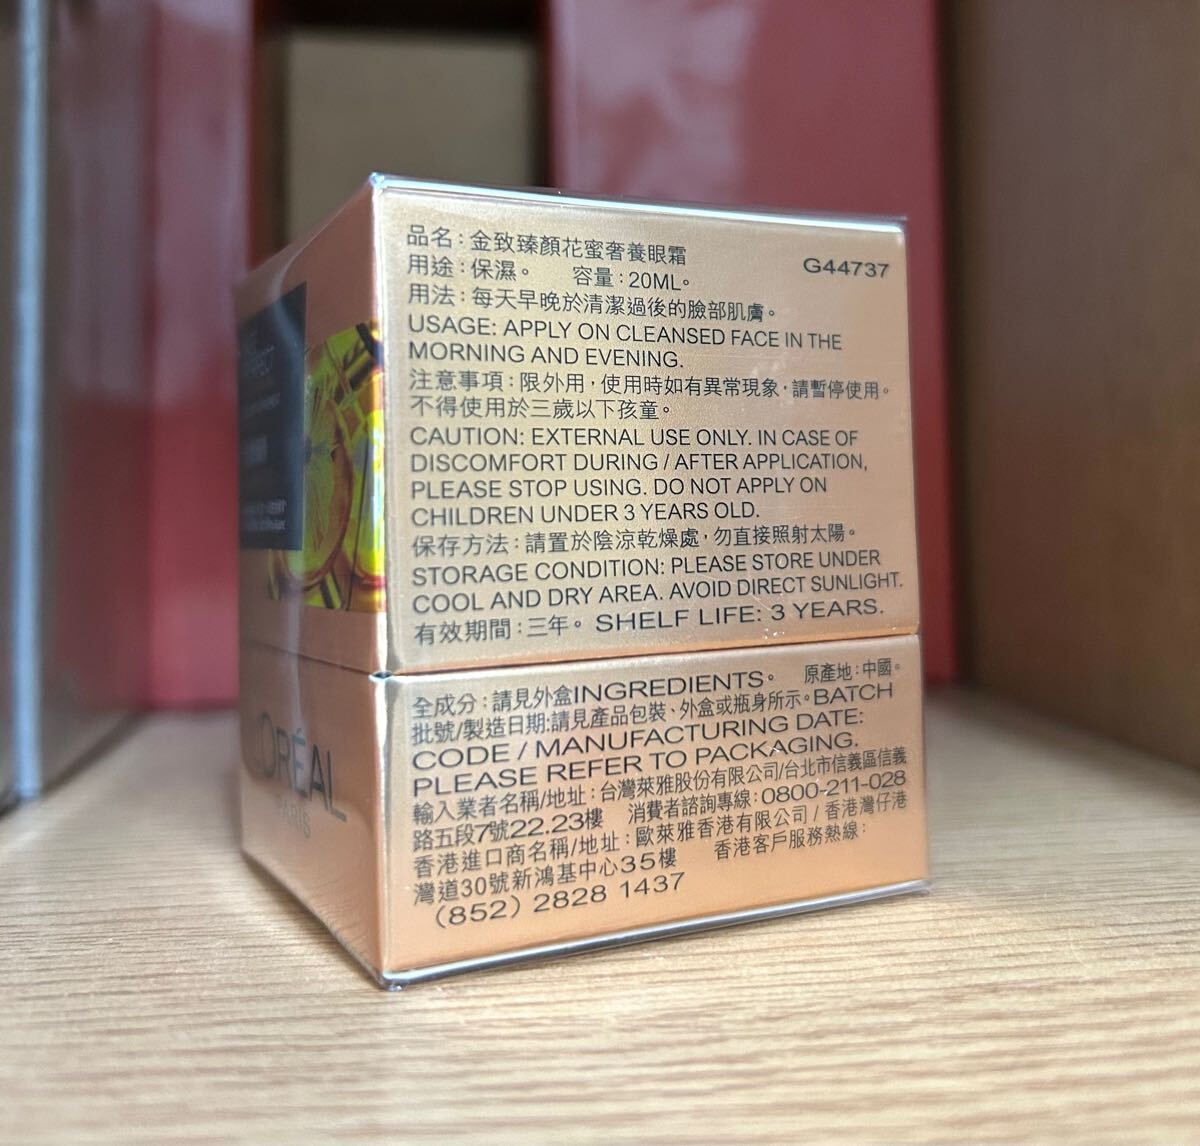 品名：金致臻顏花蜜奢養眼霜
G44737
用途：保濕。 容量：20ML。
用法：每天早晚於清潔過後的臉部肌膚。
USAGE: APPLY ON CLEANSED FACE IN THE
MORNING AND EVENING.
注意事項：限外用，使用時如有異常現象，請暫停使用。
不得使用於三歲以下孩童。
CAUTION: EXTERNAL USE ONLY. IN CASE OF
DISCOMFORT DURING / AFTER APPLICATION,
PLEASE STOP USING. DO NOT APPLY ON
CHILDREN UNDER 3 YEARS OLD.
保存方法：請置於陰涼乾燥處，勿直接照射太陽。
STORAGE CONDITION: PLEASE STORE UNDER
COOL AND DRY AREA. AVOID DIRECT SUNLIGHT.
有效期間：三年。 SHELF LIFE: 3 YEARS.
全成分：請見外盒INGREDIENTS。 原產地：中國。
批號/製造日期:請見產品包裝、外盒或瓶身所示。BATCH
CODE / MANUFACTURING DATE:
PLEASE REFER TO PACKAGING.
輸入業者名稱/地址：台灣萊雅股份有限公司/台北市信義區信義
路五段7號22.23樓 消費者諮詢專線：0800-211-028
香港進口商名稱/地址：歐萊雅香港有限公司 / 香港灣仔港
灣道30號新鴻基中心35樓 香港客戶服務熱線：
(852) 2828 1437
L'ORÉAL
PARIS